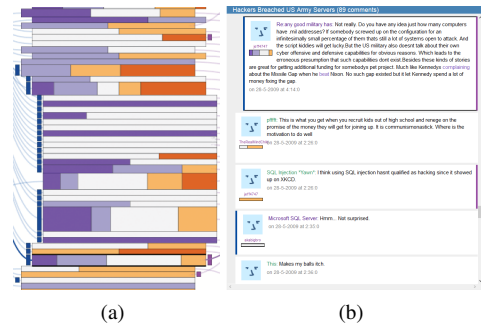 Hackers Breached US Army Servers (89 comments)
Re any good military has: Not really. Do you have any idea just how many computers
have .mil addresses? If somebody screwed up on the configuration for an
infinitesimally small percentage of them thats still a lot of systems open to attack. And
the script kiddies will get lucky.But the US military also doesnt talk about their own
cyber offensive and defensive capabilities for obvious reasons. Which leads to the
erroneous presumption that such capabilities dont exist.Besides these kinds of stories
are great for getting additional funding for somebodys pet project. Much like Kennedys complaining
about the Missile Gap when he beat Nixon. No such gap existed but it let Kennedy spend a lot of
money fixing the gap.
on 28-5-2009 at 4:14:0
pffft: This is what you get when you recruit kids out of high school and renege on the
promise of the money they will get for joining up. It is communismonastick. Where is the
motivation to do well
on 28-5-2009 at 2:28:0
SQL Injection "Yawn": I think using SQL injection hasnt qualified as hacking since it showed
up on XKCD.
on 28-5-2009 at 2:26:0
Microsoft SQL Server: Hmm... Not surprised.
on 28-5-2009 at 2:33:0
This: Makes my balls itch.
on 28-5-2009 at 2:36:0
(a)
(b)